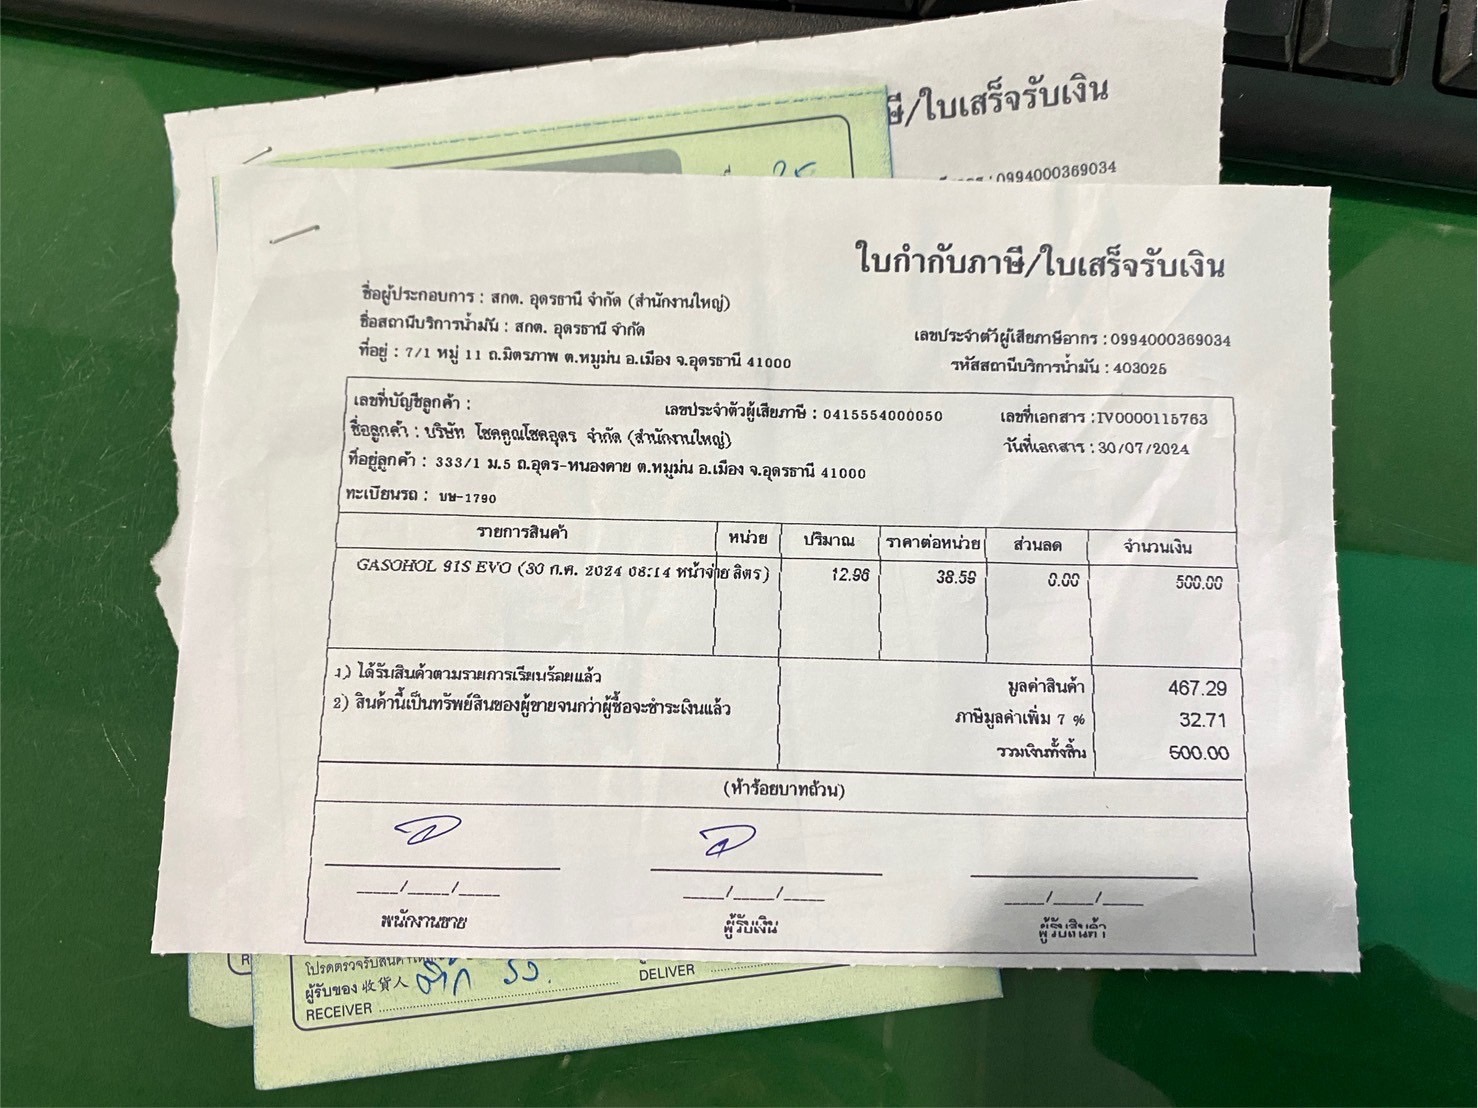 ษี/ใบเสร็จรับเงิน
0994000369034
ใบกำกับภาษี/ใบเสร็จรับเงิน
ชื่อผู้ประกอบการ : สกต. อุดรธานี จำกัด (สำนักงานใหญ่)
ชื่อสถานีบริการน้ำมัน : สกต. อุดรธานี จำกัด
เลขประจำตัวผู้เสียภาษีอากร : 0994000369034
ที่อยู่ : 7/1 หมู่ 11 ถ.มิตรภาพ ต.หมูม่น อ.เมือง จ.อุดรธานี 41000
รหัสสถานีบริการน้ำมัน : 403025
เลขที่บัญชีลูกค้า : เลขประจำตัวผู้เสียภาษี : 0415554000050 เลขที่เอกสาร : IV0000115763
ชื่อลูกค้า : บริษัท โชคคูณโชคอุดร จำกัด (สำนักงานใหญ่) วันที่เอกสาร : 30/07/2024
ที่อยู่ลูกค้า : 333/1 ม.5 ถ.อุดร-หนองคาย ต.หมูม่น อ.เมือง จ.อุดรธานี 41000
ทะเบียนรถ : บษ-1790
รายการสินค้า หน่วย ปริมาณ ราคาต่อหน่วย ส่วนลด จำนวนเงิน
GASOHOL 91S EVO (30 ก.ค. 2024 08:14 หน้าจ่าย ลิตร) 12.96 38.59 0.00 500.00
1) ได้รับสินค้าตามรายการเรียบร้อยแล้ว
2) สินค้านี้เป็นทรัพย์สินของผู้ขายจนกว่าผู้ซื้อจะชำระเงินแล้ว
มูลค่าสินค้า 467.29
ภาษีมูลค่าเพิ่ม 7 % 32.71
รวมเงินทั้งสิ้น 500.00
(ห้าร้อยบาทถ้วน)
____/____/____ ____/____/____ ____/____/____
พนักงานขาย ผู้รับเงิน ผู้รับสินค้า
โปรดตรวจรับสินค้า
ผู้รับของ 收貨人
RECEIVER
DELIVER